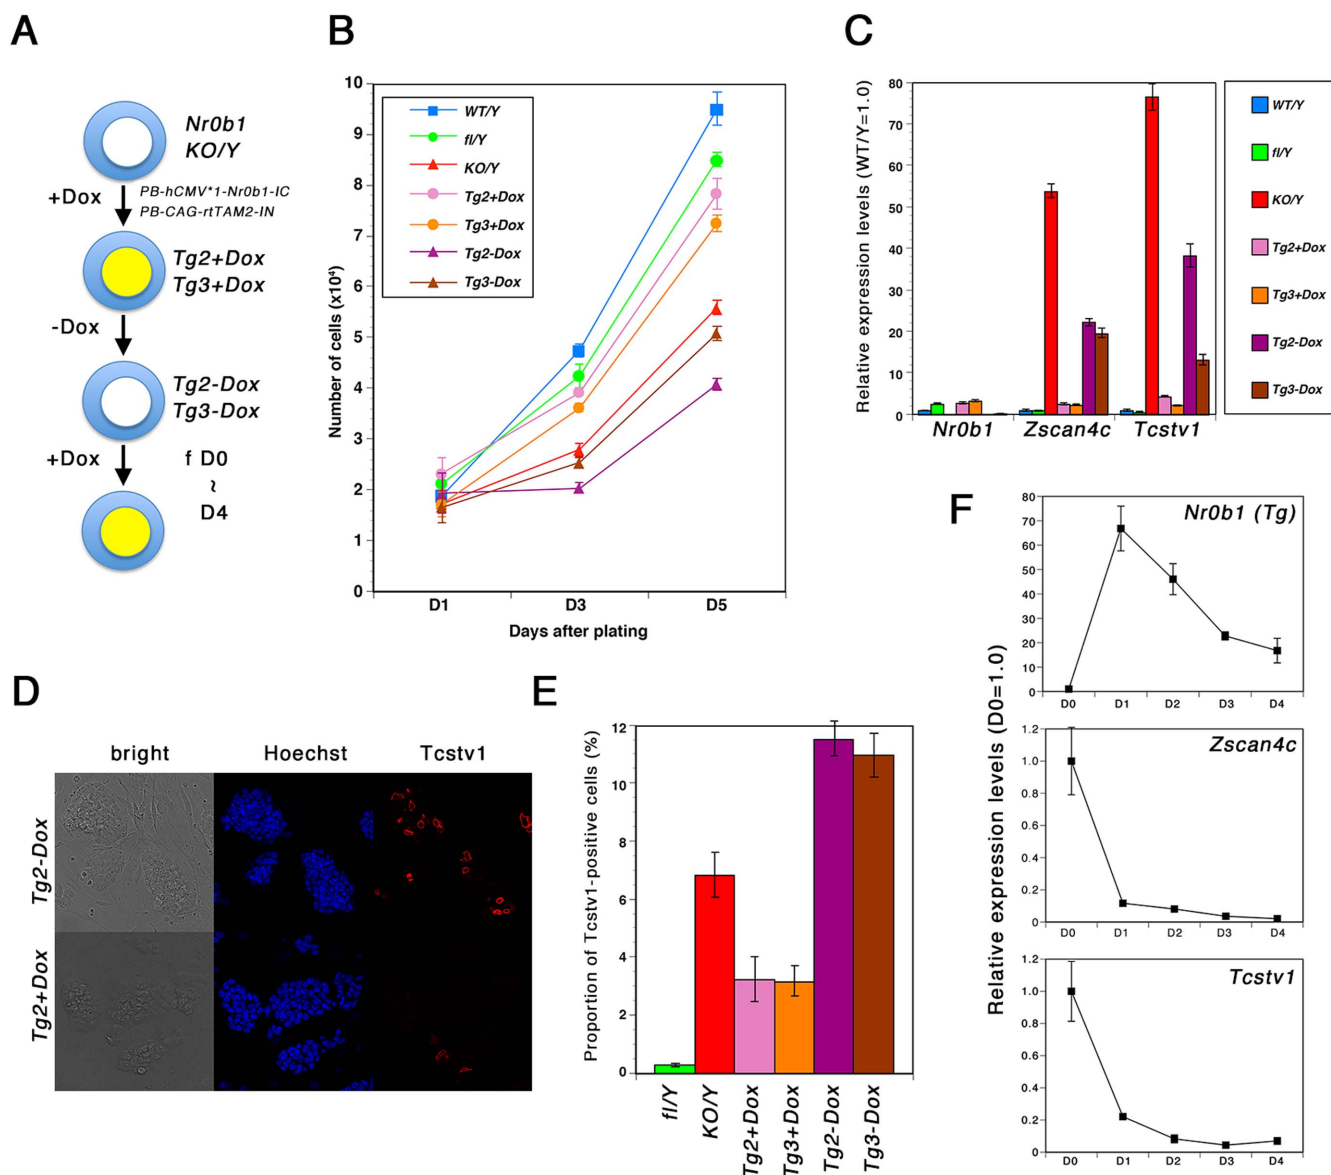 A
Nr0b1
KO/Y
+Dox
PB-hCMV*1-Nr0b1-IC
PB-CAG-rtTAM2-IN
Tg2+Dox
Tg3+Dox
-Dox
Tg2-Dox
Tg3-Dox
+Dox
f D0
~
D4
B
Number of cells (x10⁴)
10
9
8
7
6
5
4
3
2
1
0
WT/Y
fl/Y
KO/Y
Tg2+Dox
Tg3+Dox
Tg2-Dox
Tg3-Dox
D1
D3
D5
Days after plating
C
Relative expression levels (WT/Y=1.0)
80
70
60
50
40
30
20
10
0
Nr0b1
Zscan4c
Tcstv1
WT/Y
fl/Y
KO/Y
Tg2+Dox
Tg3+Dox
Tg2-Dox
Tg3-Dox
D
bright
Hoechst
Tcstv1
Tg2-Dox
Tg2+Dox
E
Proportion of Tcstv1-positive cells (%)
12
10
8
6
4
2
0
fl/Y
KO/Y
Tg2+Dox
Tg3+Dox
Tg2-Dox
Tg3-Dox
F
Relative expression levels (D0=1.0)
Nr0b1 (Tg)
80
70
60
50
40
30
20
10
0
D0
D1
D2
D3
D4
Zscan4c
1.2
1.0
0.8
0.6
0.4
0.2
0
D0
D1
D2
D3
D4
Tcstv1
1.2
1.0
0.8
0.6
0.4
0.2
0
D0
D1
D2
D3
D4